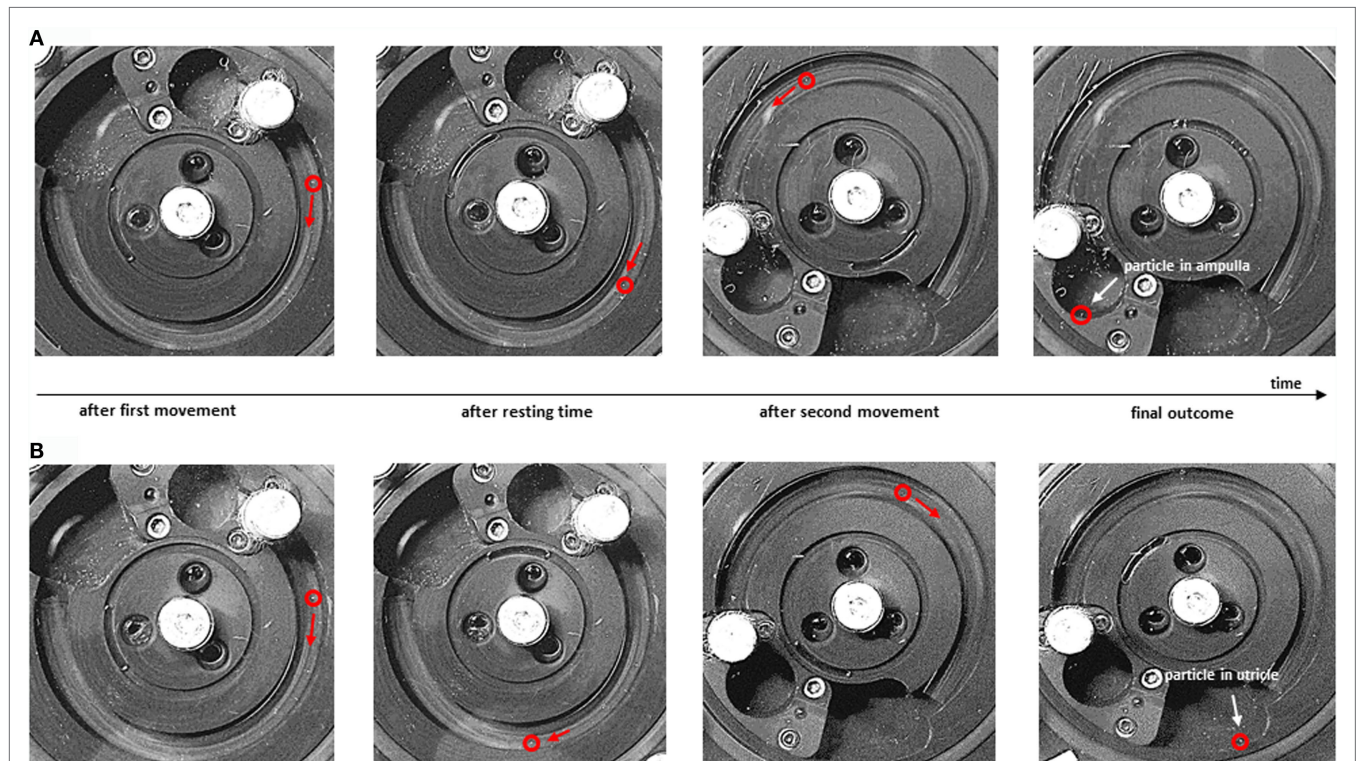 A
particle in ampulla
time
after first movement
after resting time
after second movement
final outcome
B
particle in utricle